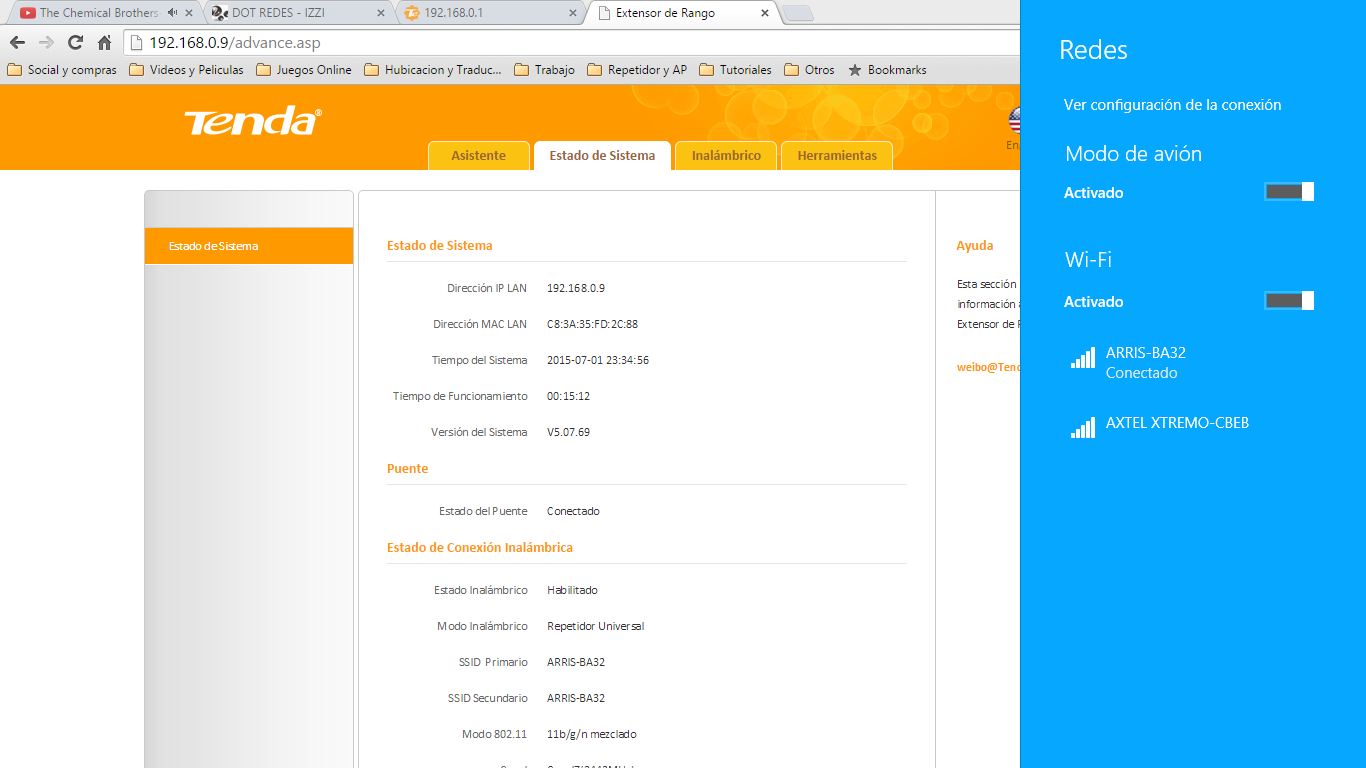 The Chemical Brothers
DOT REDES - IZZI
192.168.0.1
Extensor de Rango
192.168.0.9/advance.asp
Social y compras
Videos y Peliculas
Juegos Online
Hubicacion y Traduc...
Trabajo
Repetidor y AP
Tutoriales
Otros
Bookmarks
Tenda®
En
Asistente
Estado de Sistema
Inalámbrico
Herramientas
Estado de Sistema
Estado de Sistema
Dirección IP LAN 192.168.0.9
Dirección MAC LAN C8:3A:35:FD:2C:88
Tiempo del Sistema 2015-07-01 23:34:56
Tiempo de Funcionamiento 00:15:12
Versión del Sistema V5.07.69
Puente
Estado del Puente Conectado
Estado de Conexión Inalámbrica
Estado Inalámbrico Habilitado
Modo Inalámbrico Repetidor Universal
SSID Primario ARRIS-BA32
SSID Secundario ARRIS-BA32
Modo 802.11 11b/g/n mezclado
Ayuda
Esta sección
información
Extensor de
weibo@Tend
Redes
Ver configuración de la conexión
Modo de avión
Activado
Wi-Fi
Activado
ARRIS-BA32
Conectado
AXTEL XTREMO-CBEB